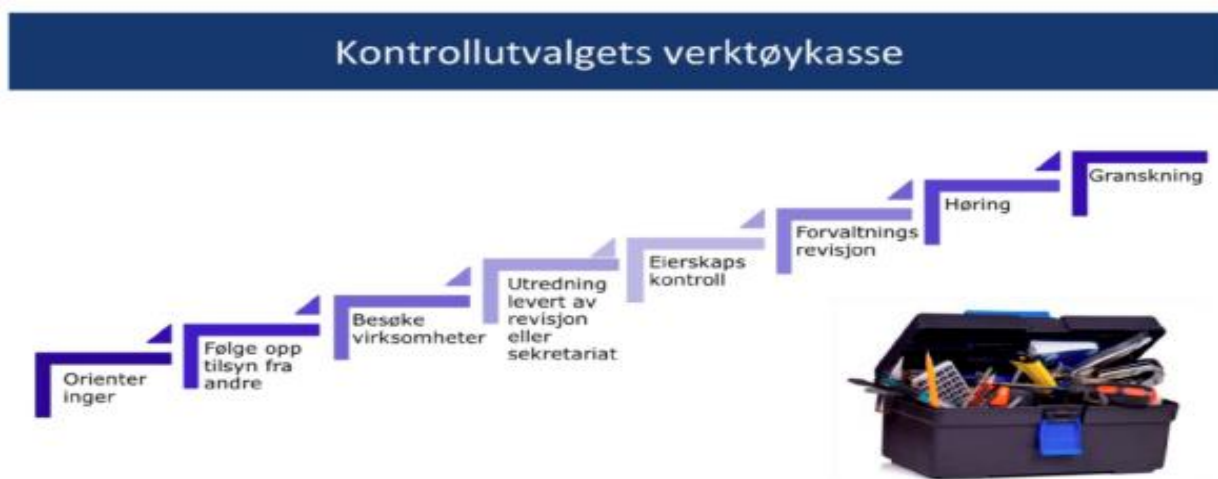 Kontrollutvalgets verktøykasse
Orienter
inger
Følge opp
tilsyn fra
andre
Besøke
virksomheter
Utredning
levert av
revisjon
eller
sekretariat
Eierskaps
kontroll
Forvaltnings
revisjon
Høring
Granskning